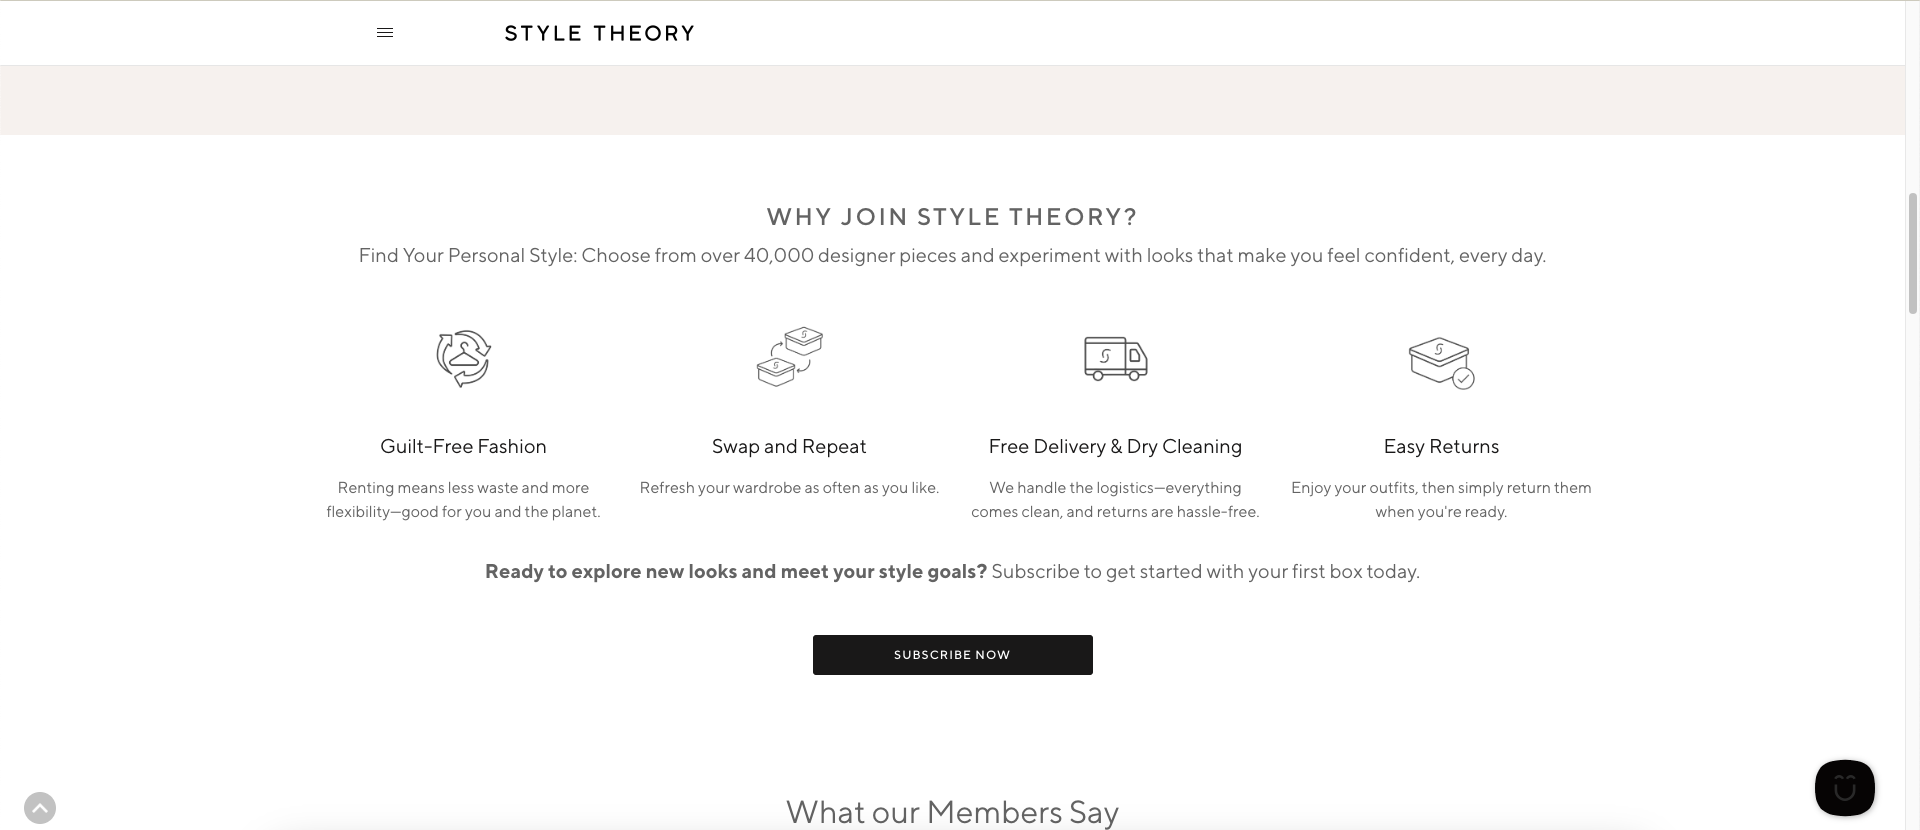 STYLE THEORY
WHY JOIN STYLE THEORY?
Find Your Personal Style: Choose from over 40,000 designer pieces and experiment with looks that make you feel confident, every day.
Guilt-Free Fashion
Renting means less waste and more
flexibility—good for you and the planet.
Swap and Repeat
Refresh your wardrobe as often as you like.
Free Delivery & Dry Cleaning
We handle the logistics—everything
comes clean, and returns are hassle-free.
Easy Returns
Enjoy your outfits, then simply return them
when you're ready.
Ready to explore new looks and meet your style goals? Subscribe to get started with your first box today.
SUBSCRIBE NOW
What our Members Say